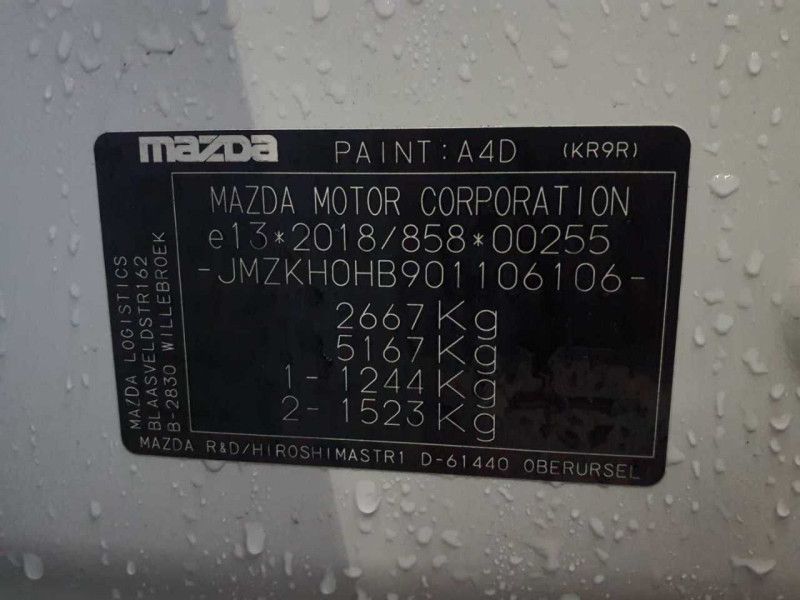 mazda PAINT:A4D (KR9R)
MAZDA MOTOR CORPORATION
e13*2018/858*00255
-JMZKH0HB901106106-
2667Kg
5167Kg
1-1244Kg
2-1523Kg
MAZDA LOGISTICS
BLAASVELDSTR162
B-2830 WILLEBROEK
MAZDA R&D/HIROSHIMASTR1 D-61440 OBERURSEL